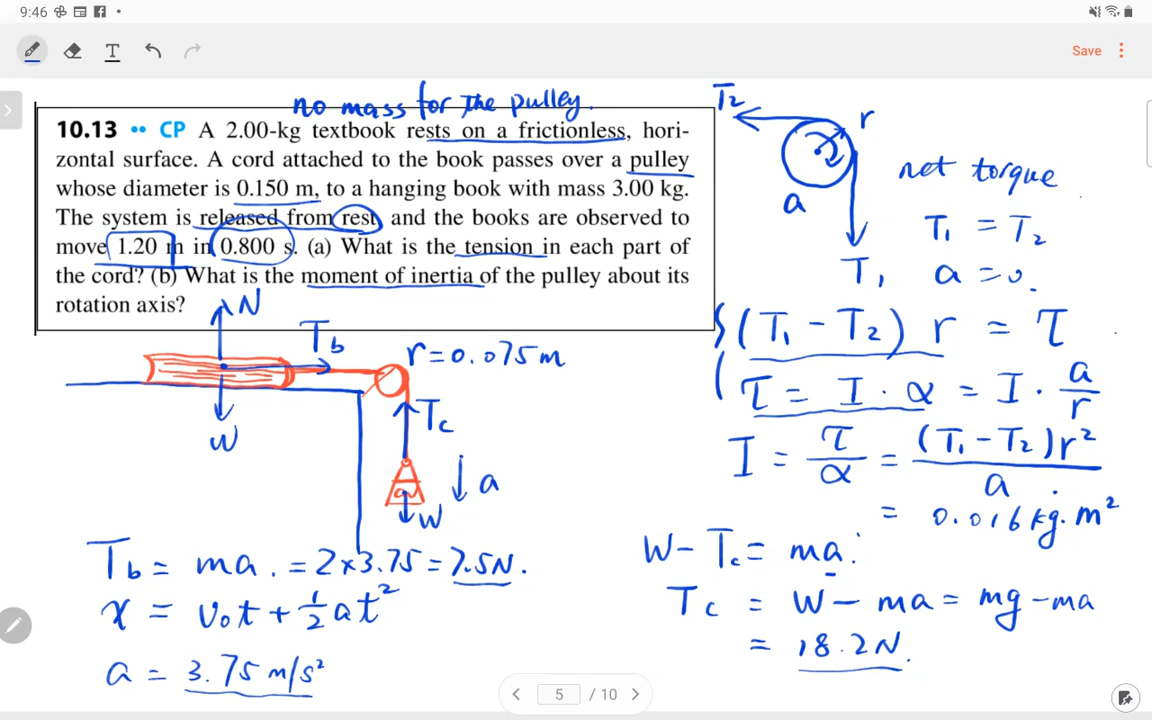 9:46
Save
no mass for the pulley.
10.13 •• CP A 2.00-kg textbook rests on a frictionless, hori-
zontal surface. A cord attached to the book passes over a pulley
whose diameter is 0.150 m, to a hanging book with mass 3.00 kg.
The system is released from rest, and the books are observed to
move 1.20 m in 0.800 s. (a) What is the tension in each part of
the cord? (b) What is the moment of inertia of the pulley about its
rotation axis?
T2
r
a
T1
net torque
T1 = T2
a = 0.
(T1 - T2) r = τ
τ = I · α = I · a/r
I = τ/α = (T1 - T2) r²/a
= 0.016 kg·m²
N
Tb
r = 0.075 m
W
Tc
a
W
Tb = ma. = 2×3.75 = 7.5N.
x = v0t + ½at²
a = 3.75 m/s²
W - Tc = ma.
Tc = W - ma = mg - ma
= 18.2N.
5 / 10